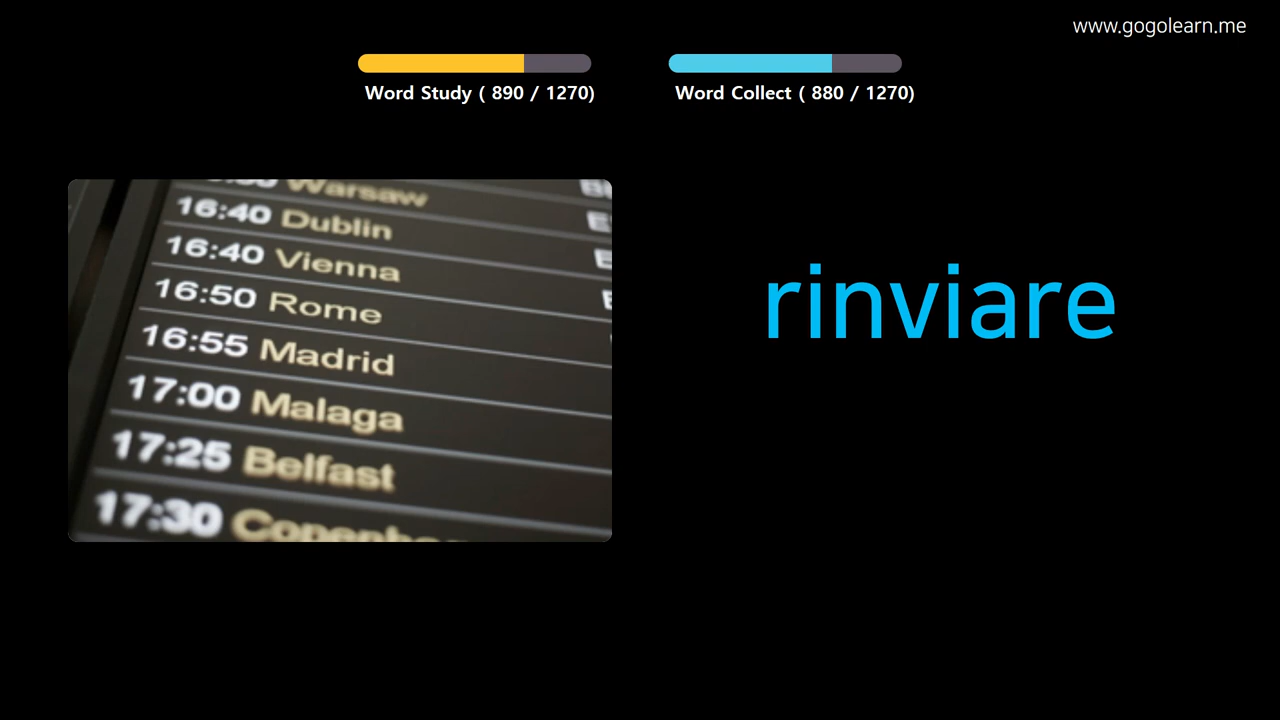 www.gogolearn.me
Word Study ( 890 / 1270)
Word Collect ( 880 / 1270)
Warsaw
16:40 Dublin
16:40 Vienna
16:50 Rome
16:55 Madrid
17:00 Malaga
17:25 Belfast
17:30
rinviare